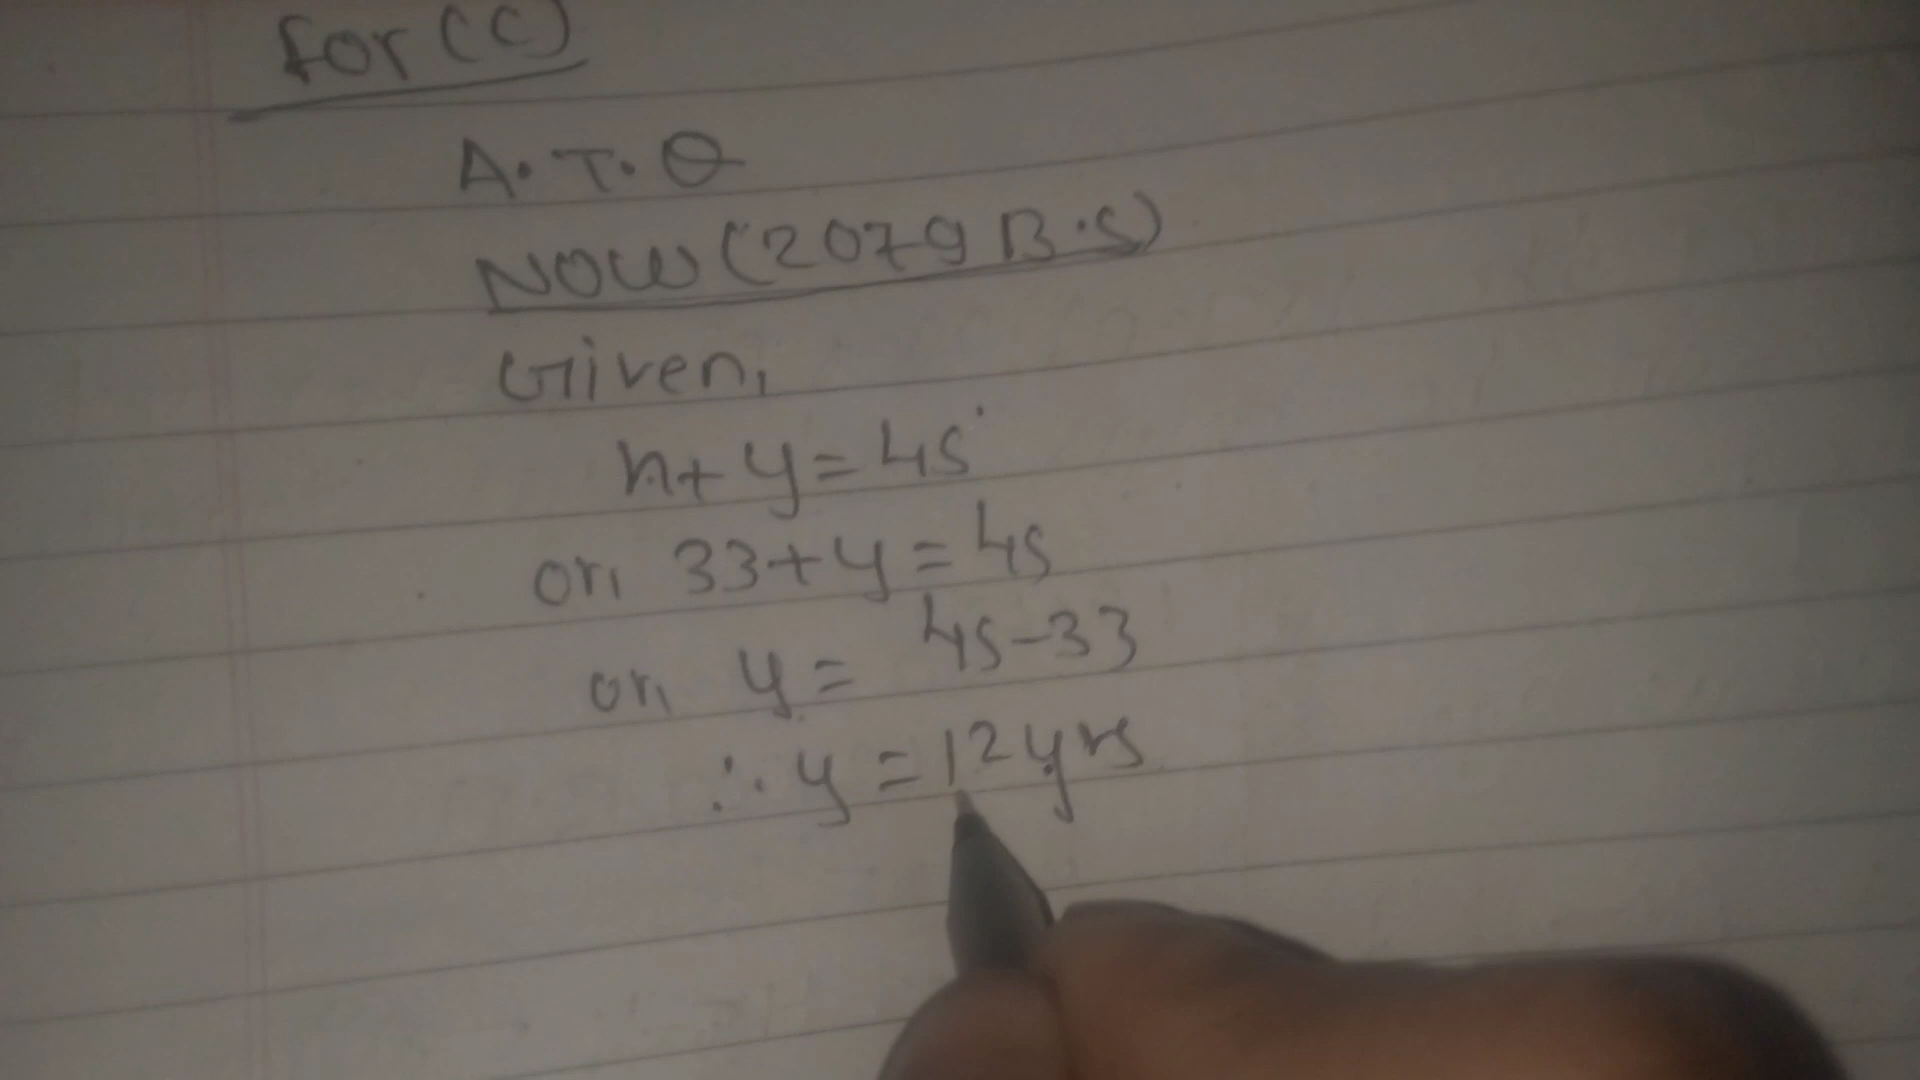 For (c)
A.T.Q
NOW (2079 B.S)
Given,
x+y=45
or, 33+y=45
or, y= 45-33
∴ y =12yrs